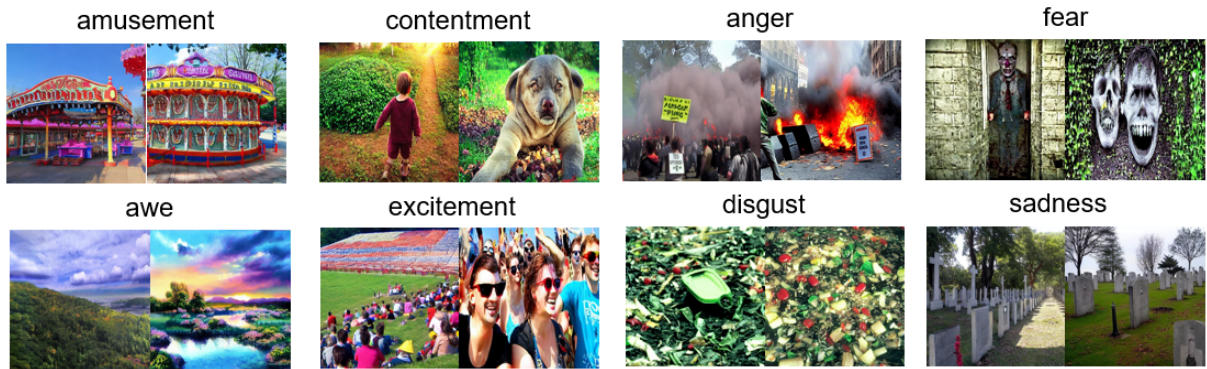 amusement
contentment
anger
fear
awe
excitement
disgust
sadness